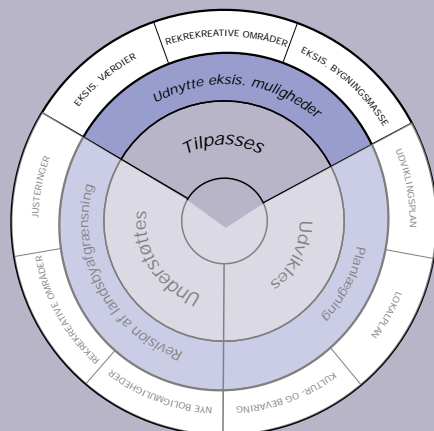 EKSIS. VÆRDIER
REKREKREATIVE OMRÅDER
EKSIS. BYGNINGSMASSE
Udnytte eksis. muligheder
Tilpasses
JUSTERINGER
REKREKREATIVE OMRÅDER
NYE BOLIGMULIGHEDER
Revision af landsbyafgrænsning
Understøttes
UDVIKLINGSPLAN
LOKALPLAN
KULTUR- OG BEVARING
Planlægning
Udvikles